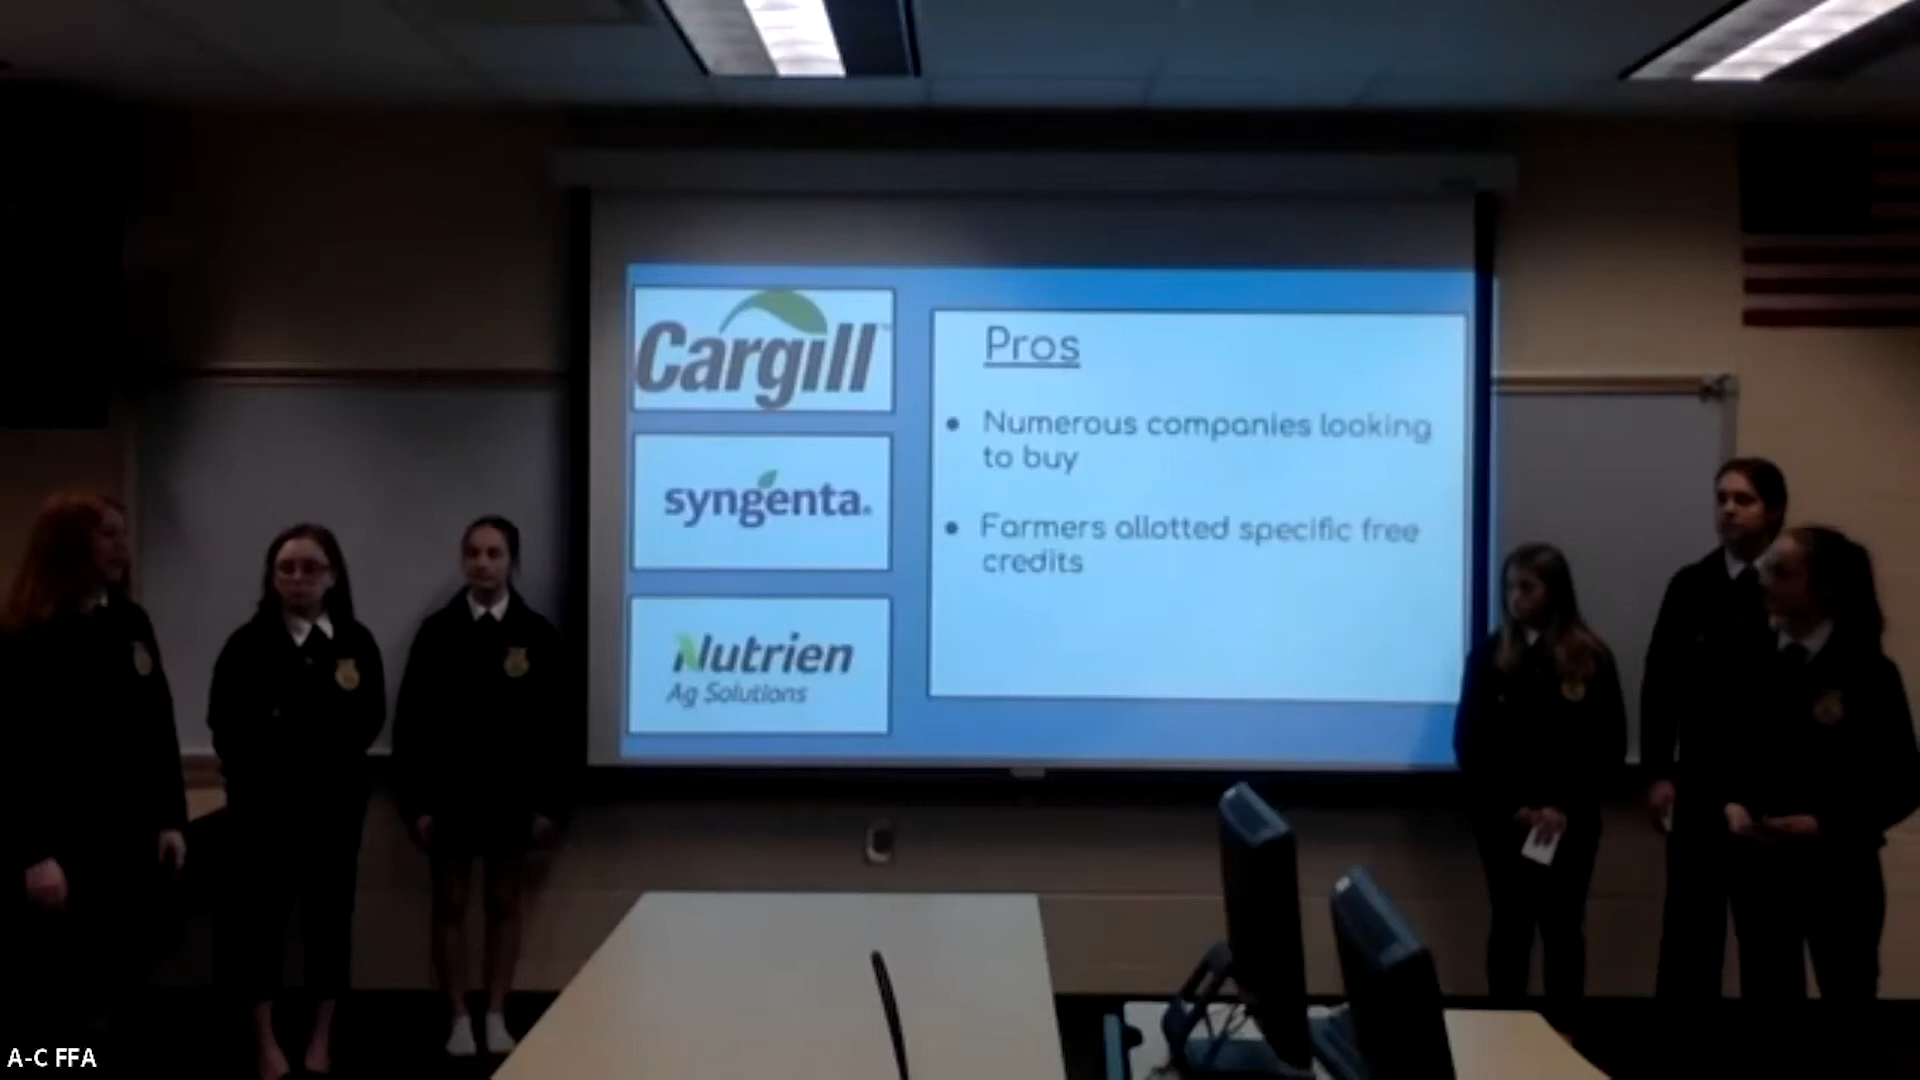 Cargill
syngenta.
Nutrien
Ag Solutions
Pros
• Numerous companies looking
to buy
• Farmers allotted specific free
credits
A-C FFA